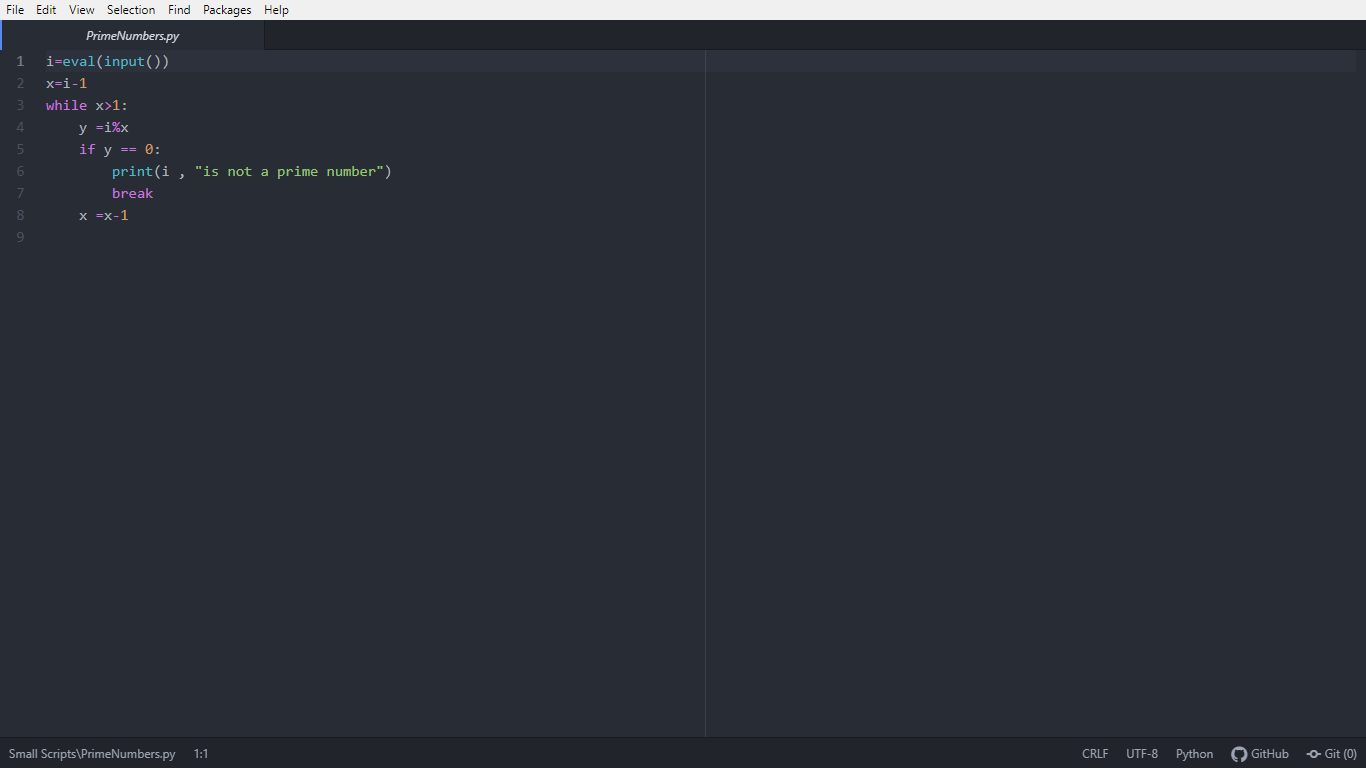 File Edit View Selection Find Packages Help
PrimeNumbers.py
1 i=eval(input())
2 x=i-1
3 while x>1:
4     y =i%x
5     if y == 0:
6         print(i , "is not a prime number")
7         break
8     x =x-1
9
Small Scripts\PrimeNumbers.py 1:1 CRLF UTF-8 Python GitHub Git (0)